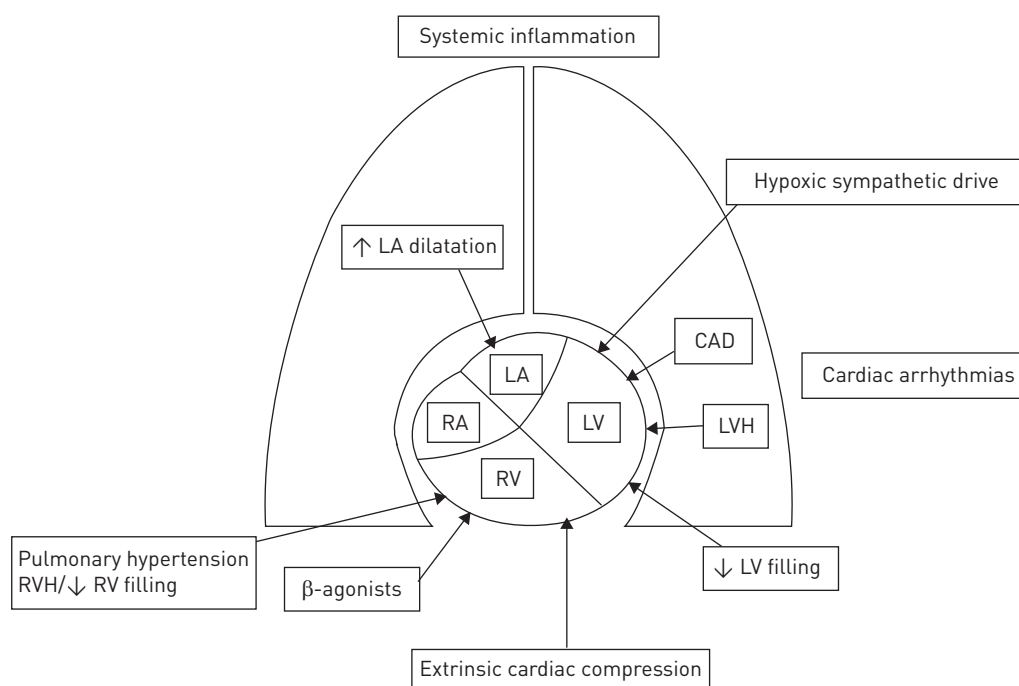 Systemic inflammation
Hypoxic sympathetic drive
↑ LA dilatation
CAD
LA
Cardiac arrhythmias
RA
LV
LVH
RV
Pulmonary hypertension
RVH/↓ RV filling
β-agonists
↓ LV filling
Extrinsic cardiac compression